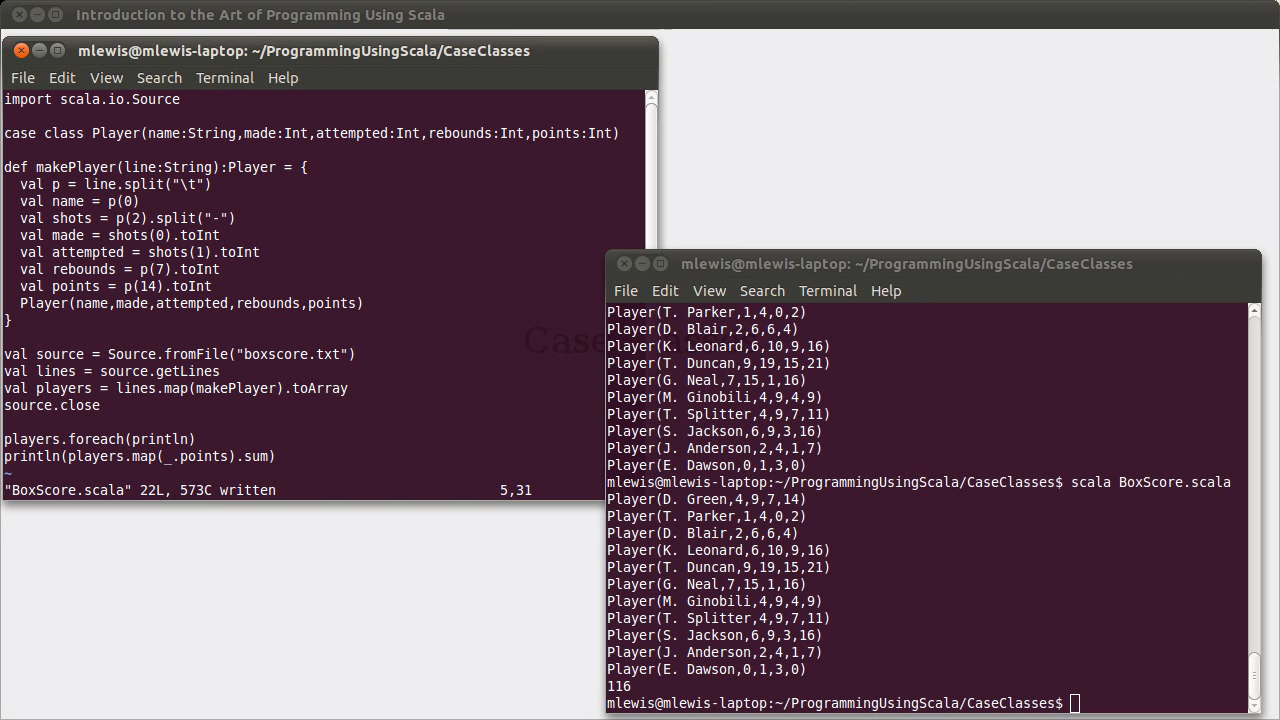 Introduction to the Art of Programming Using Scala
mlewis@mlewis-laptop: ~/ProgrammingUsingScala/CaseClasses
File Edit View Search Terminal Help
import scala.io.Source
case class Player(name:String,made:Int,attempted:Int,rebounds:Int,points:Int)
def makePlayer(line:String):Player = {
  val p = line.split("\t")
  val name = p(0)
  val shots = p(2).split("-")
  val made = shots(0).toInt
  val attempted = shots(1).toInt
  val rebounds = p(7).toInt
  val points = p(14).toInt
  Player(name,made,attempted,rebounds,points)
}
val source = Source.fromFile("boxscore.txt")
val lines = source.getLines
val players = lines.map(makePlayer).toArray
source.close
players.foreach(println)
println(players.map(_.points).sum)
~
"BoxScore.scala" 22L, 573C written 5,31
mlewis@mlewis-laptop: ~/ProgrammingUsingScala/CaseClasses
File Edit View Search Terminal Help
Player(T. Parker,1,4,0,2)
Player(D. Blair,2,6,6,4)
Player(K. Leonard,6,10,9,16)
Player(T. Duncan,9,19,15,21)
Player(G. Neal,7,15,1,16)
Player(M. Ginobili,4,9,4,9)
Player(T. Splitter,4,9,7,11)
Player(S. Jackson,6,9,3,16)
Player(J. Anderson,2,4,1,7)
Player(E. Dawson,0,1,3,0)
mlewis@mlewis-laptop:~/ProgrammingUsingScala/CaseClasses$ scala BoxScore.scala
Player(D. Green,4,9,7,14)
Player(T. Parker,1,4,0,2)
Player(D. Blair,2,6,6,4)
Player(K. Leonard,6,10,9,16)
Player(T. Duncan,9,19,15,21)
Player(G. Neal,7,15,1,16)
Player(M. Ginobili,4,9,4,9)
Player(T. Splitter,4,9,7,11)
Player(S. Jackson,6,9,3,16)
Player(J. Anderson,2,4,1,7)
Player(E. Dawson,0,1,3,0)
116
mlewis@mlewis-laptop:~/ProgrammingUsingScala/CaseClasses$